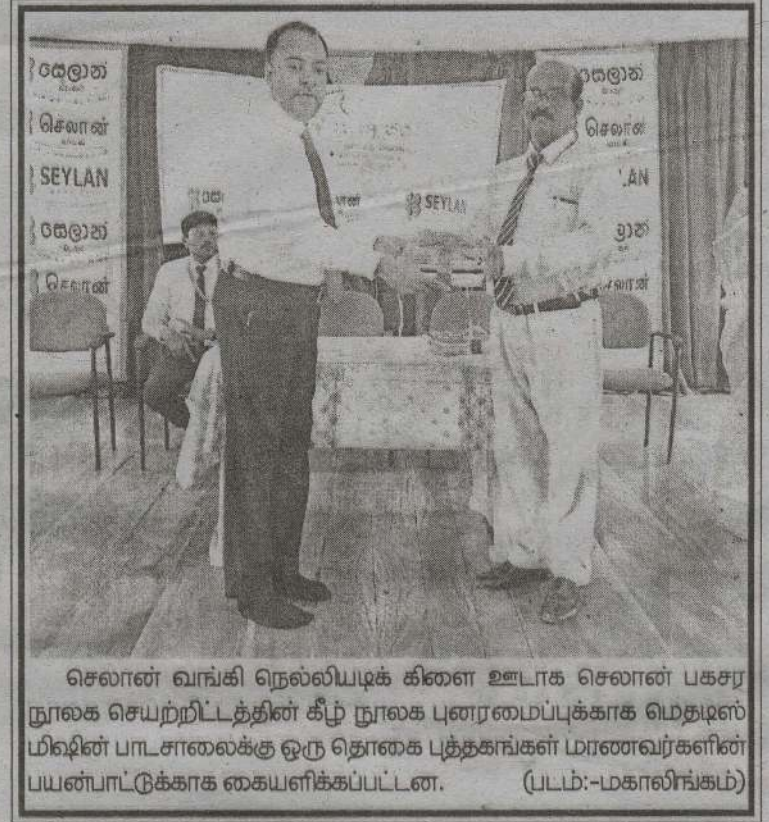 සෙලාන්
செலான்
SEYLAN
සෙලාන්
செலான்
SEYLAN
සෙලාන්
செலான்
செலான் வங்கி நெல்லியடிக் கிளை ஊடாக செலான் பகசர
நூலக செயற்றிட்டத்தின் கீழ் நூலக புனரமைப்புக்காக மெதடிஸ்
மிஷின் பாடசாலைக்கு ஒரு தொகை புத்தகங்கள் மாணவர்களின்
பயன்பாட்டுக்காக கையளிக்கப்பட்டன. (படம்:-மகாலிங்கம்)